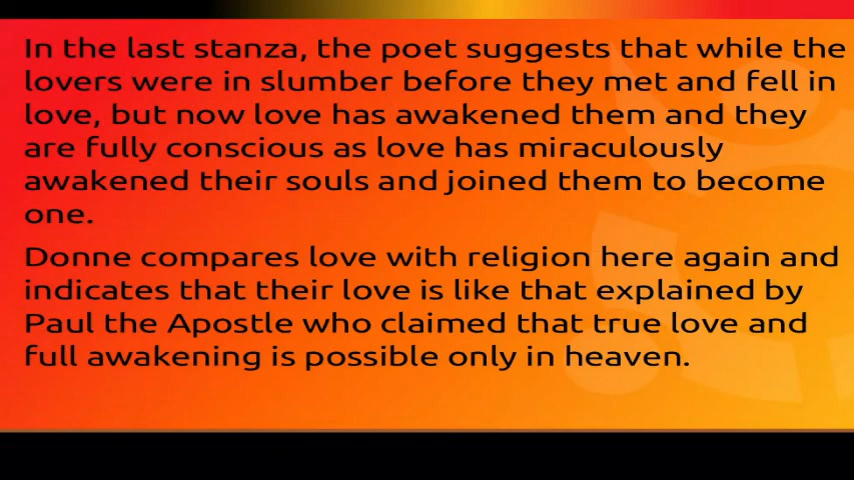 In the last stanza, the poet suggests that while the
lovers were in slumber before they met and fell in
love, but now love has awakened them and they
are fully conscious as love has miraculously
awakened their souls and joined them to become
one.
Donne compares love with religion here again and
indicates that their love is like that explained by
Paul the Apostle who claimed that true love and
full awakening is possible only in heaven.